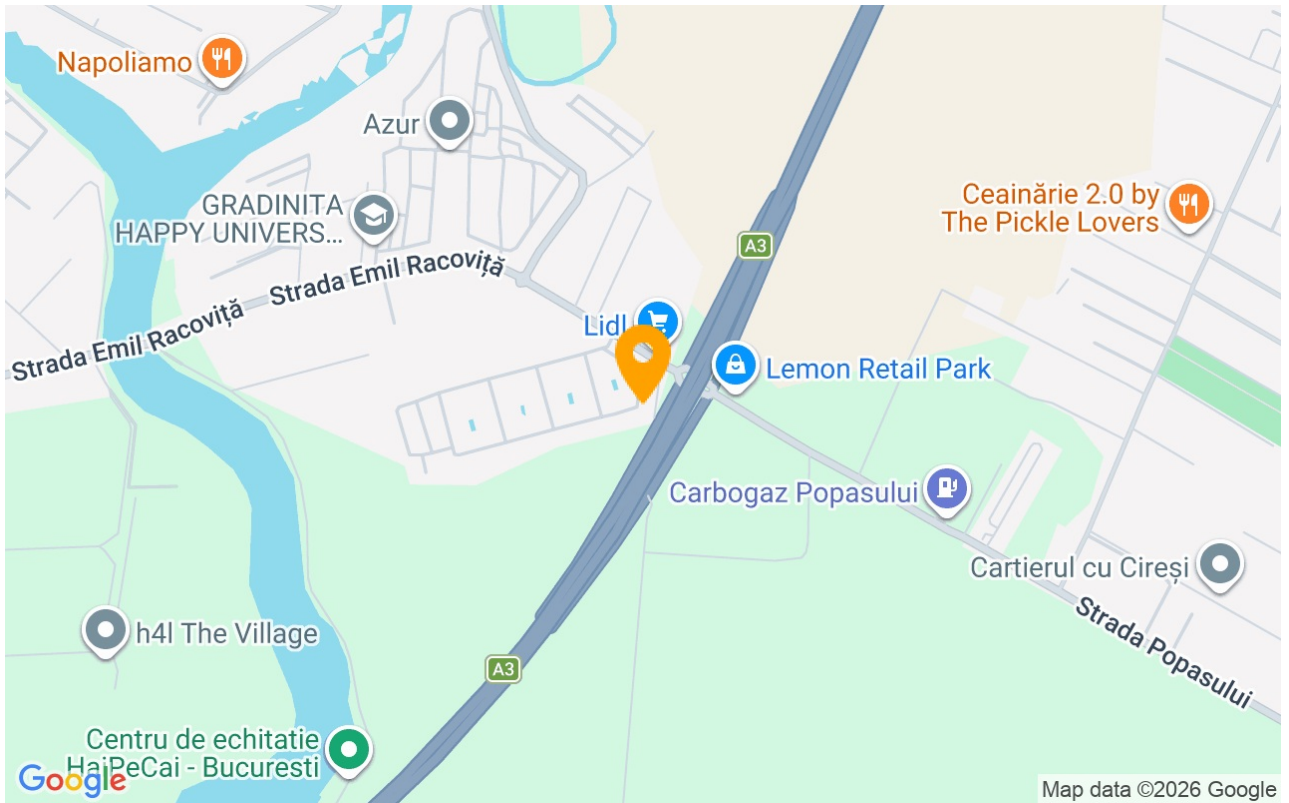 Napoliamo
Azur
GRADINITA
HAPPY UNIVERS...
Ceainărie 2.0 by
The Pickle Lovers
A3
Strada Emil Racoviță
Strada Emil Racoviță
Lidl
Lemon Retail Park
Carbogaz Popasului
Cartierul cu Cireși
Strada Popasului
h4l The Village
A3
Centru de echitatie
HaiPeCai - Bucuresti
Google
Map data ©2026 Google